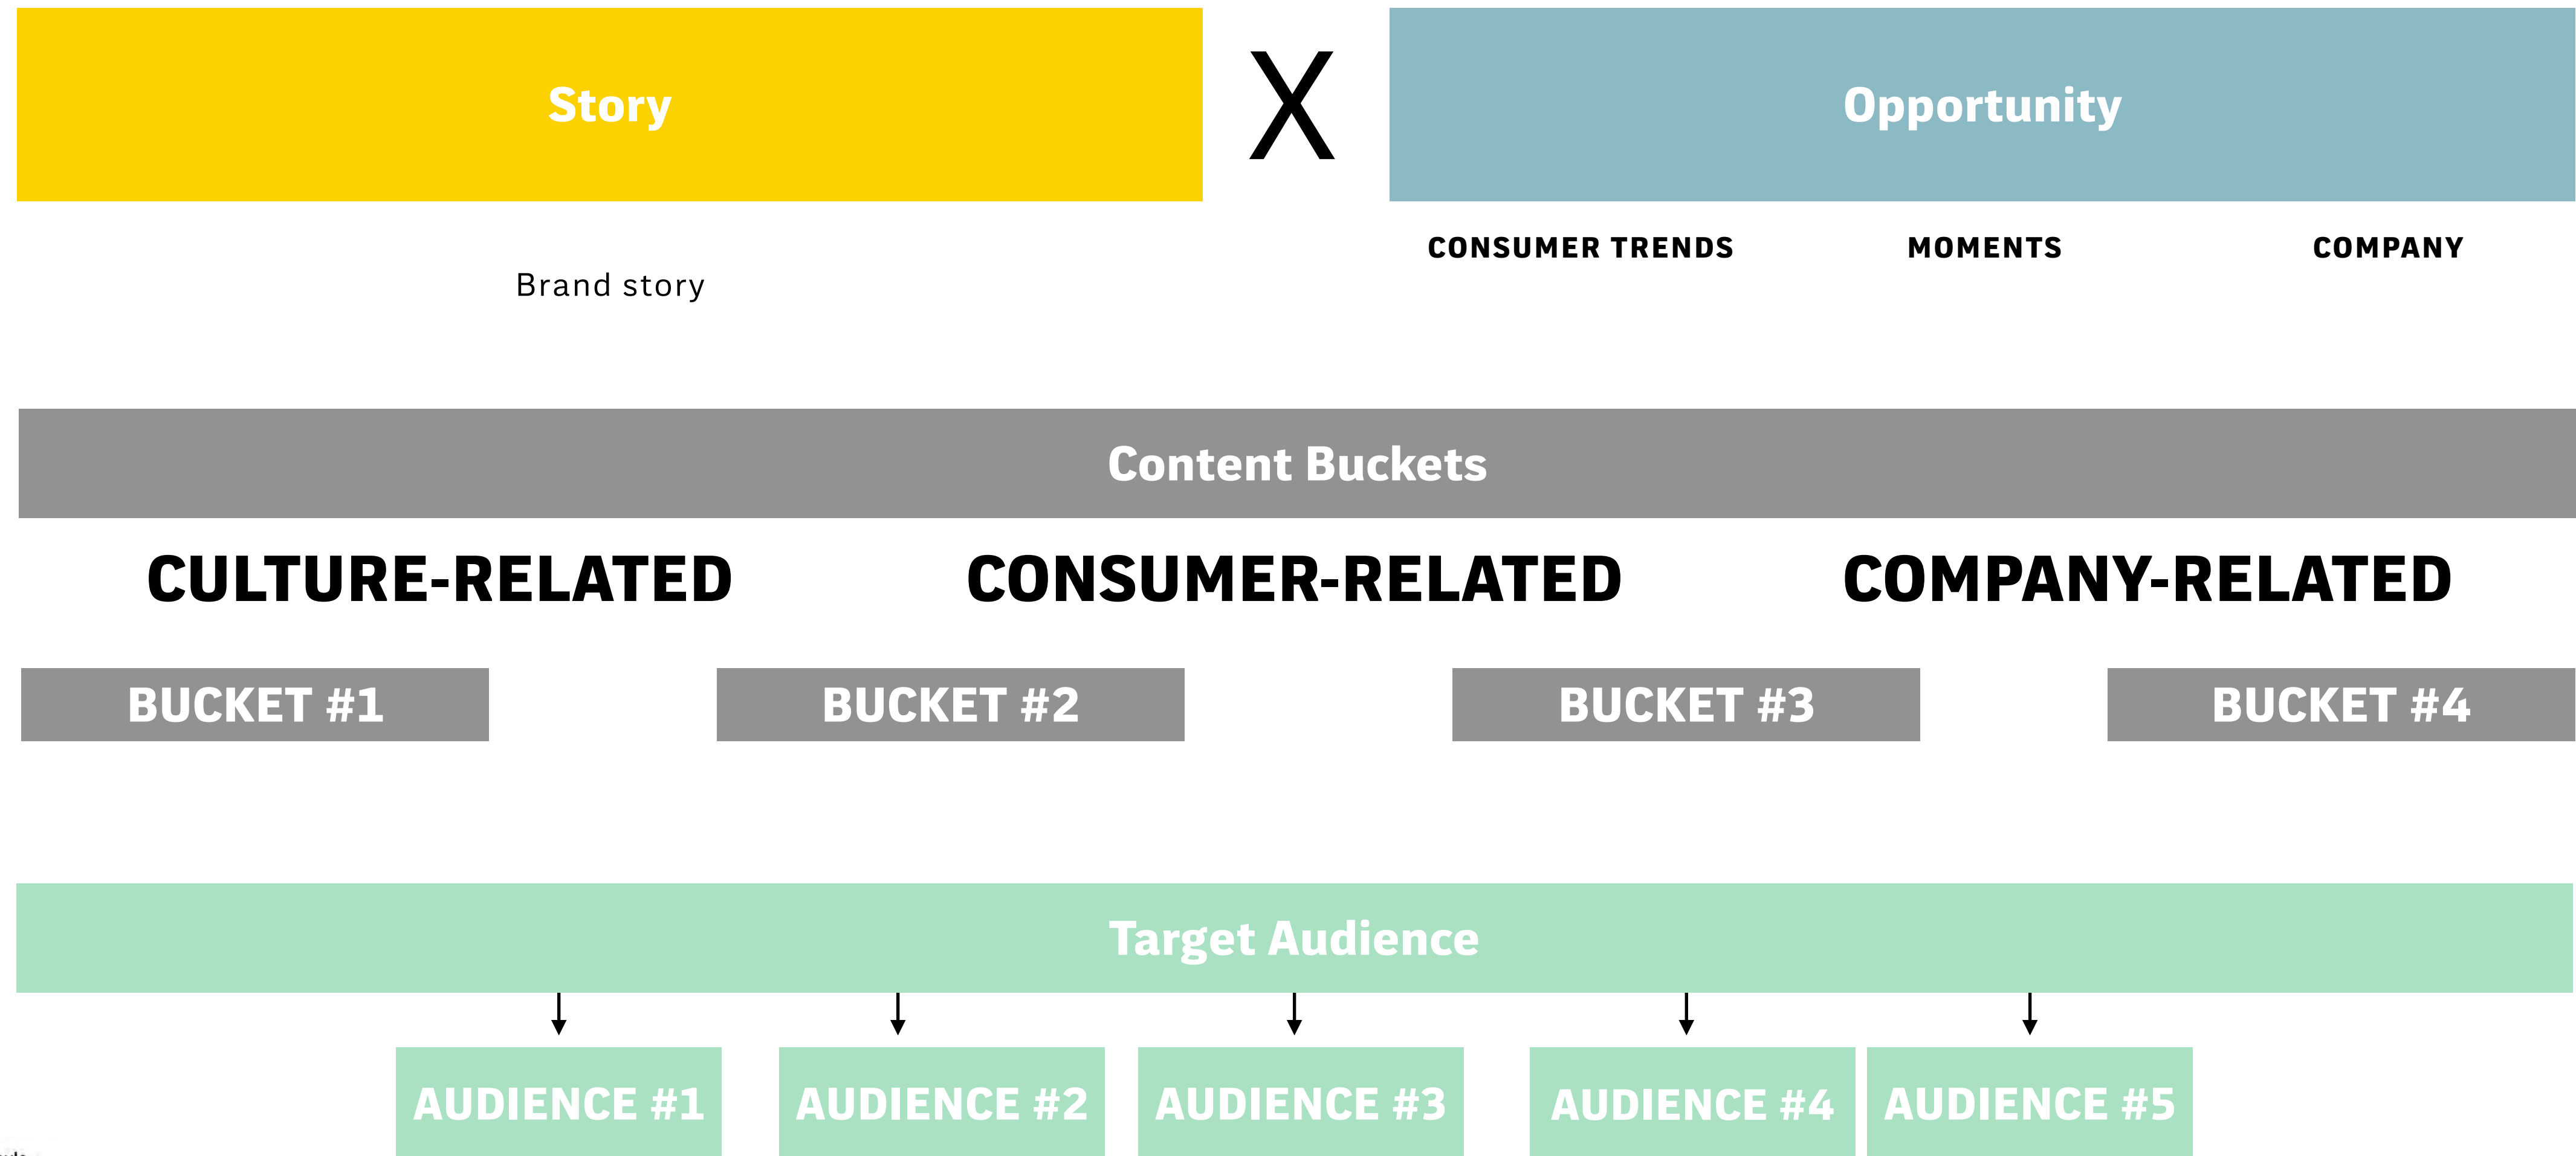 Story
X
Opportunity
CONSUMER TRENDS
MOMENTS
COMPANY
Brand story
Content Buckets
CULTURE-RELATED
CONSUMER-RELATED
COMPANY-RELATED
BUCKET #1
BUCKET #2
BUCKET #3
BUCKET #4
Target Audience
AUDIENCE #1
AUDIENCE #2
AUDIENCE #3
AUDIENCE #4
AUDIENCE #5